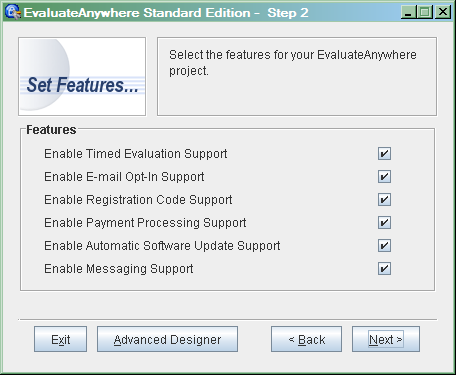 EvaluateAnywhere Standard Edition - Step 2
Set Features...
Select the features for your EvaluateAnywhere
project.
Features
Enable Timed Evaluation Support
Enable E-mail Opt-In Support
Enable Registration Code Support
Enable Payment Processing Support
Enable Automatic Software Update Support
Enable Messaging Support
Exit
Advanced Designer
< Back
Next >